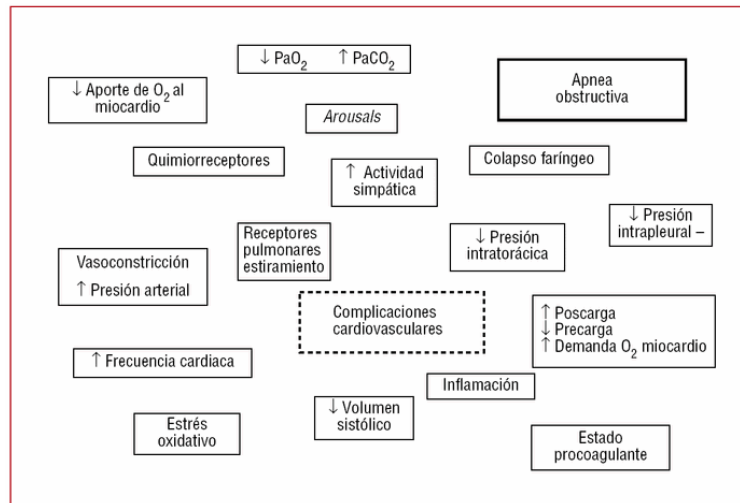 ↓ PaO₂ ↑ PaCO₂
↓ Aporte de O₂ al
miocardio
Apnea
obstructiva
Arousals
Quimiorreceptores
↑ Actividad
simpática
Colapso faríngeo
↓ Presión
intrapleural –
Receptores
pulmonares
estiramiento
↓ Presión
intratorácica
Vasoconstricción
↑ Presión arterial
Complicaciones
cardiovasculares
↑ Poscarga
↓ Precarga
↑ Demanda O₂ miocardio
↑ Frecuencia cardiaca
Inflamación
Estrés
oxidativo
↓ Volumen
sistólico
Estado
procoagulante